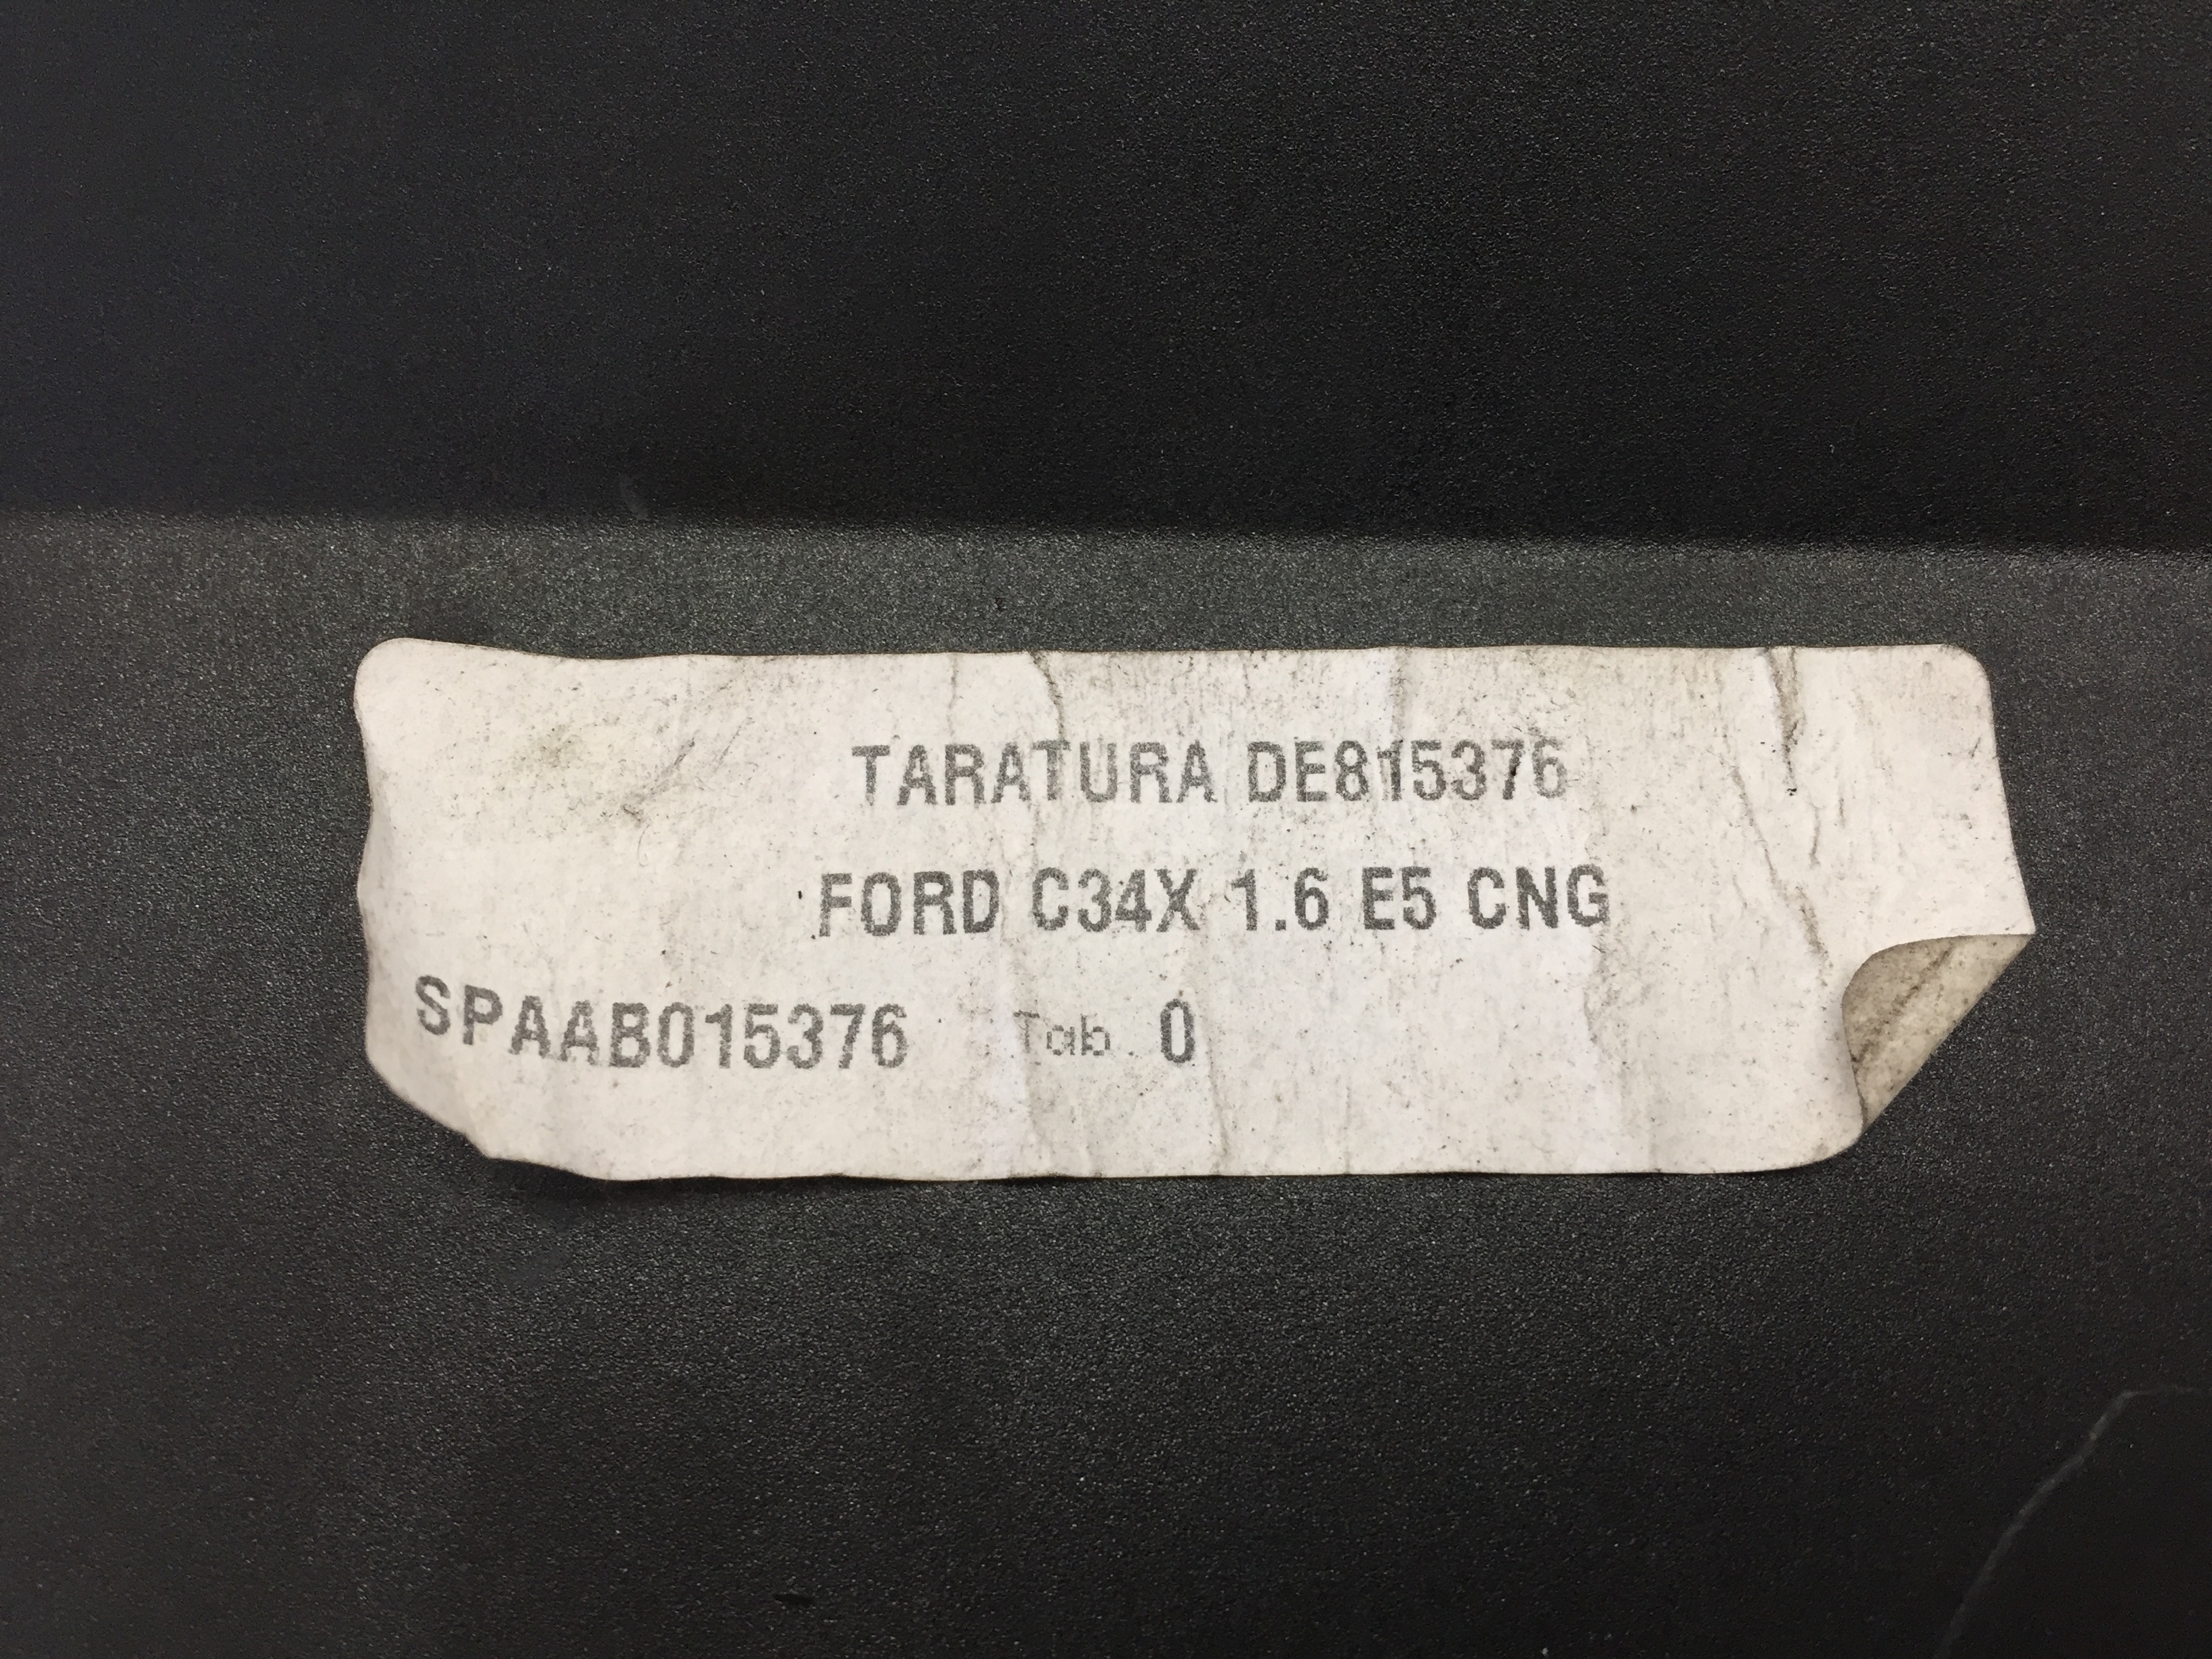 TARATURA DE815376
FORD C34X 1.6 E5 CNG
SPAAB015376 Tab. 0